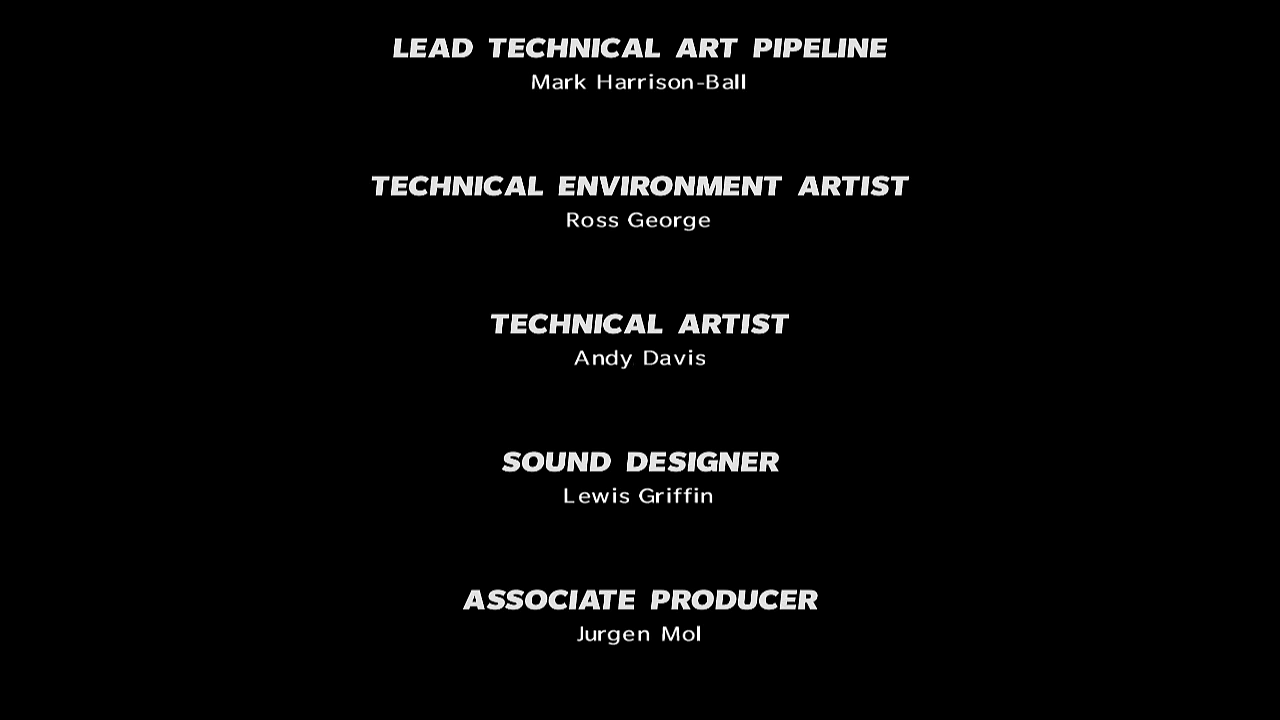 LEAD TECHNICAL ART PIPELINE
Mark Harrison-Ball
TECHNICAL ENVIRONMENT ARTIST
Ross George
TECHNICAL ARTIST
Andy Davis
SOUND DESIGNER
Lewis Griffin
ASSOCIATE PRODUCER
Jurgen Mol